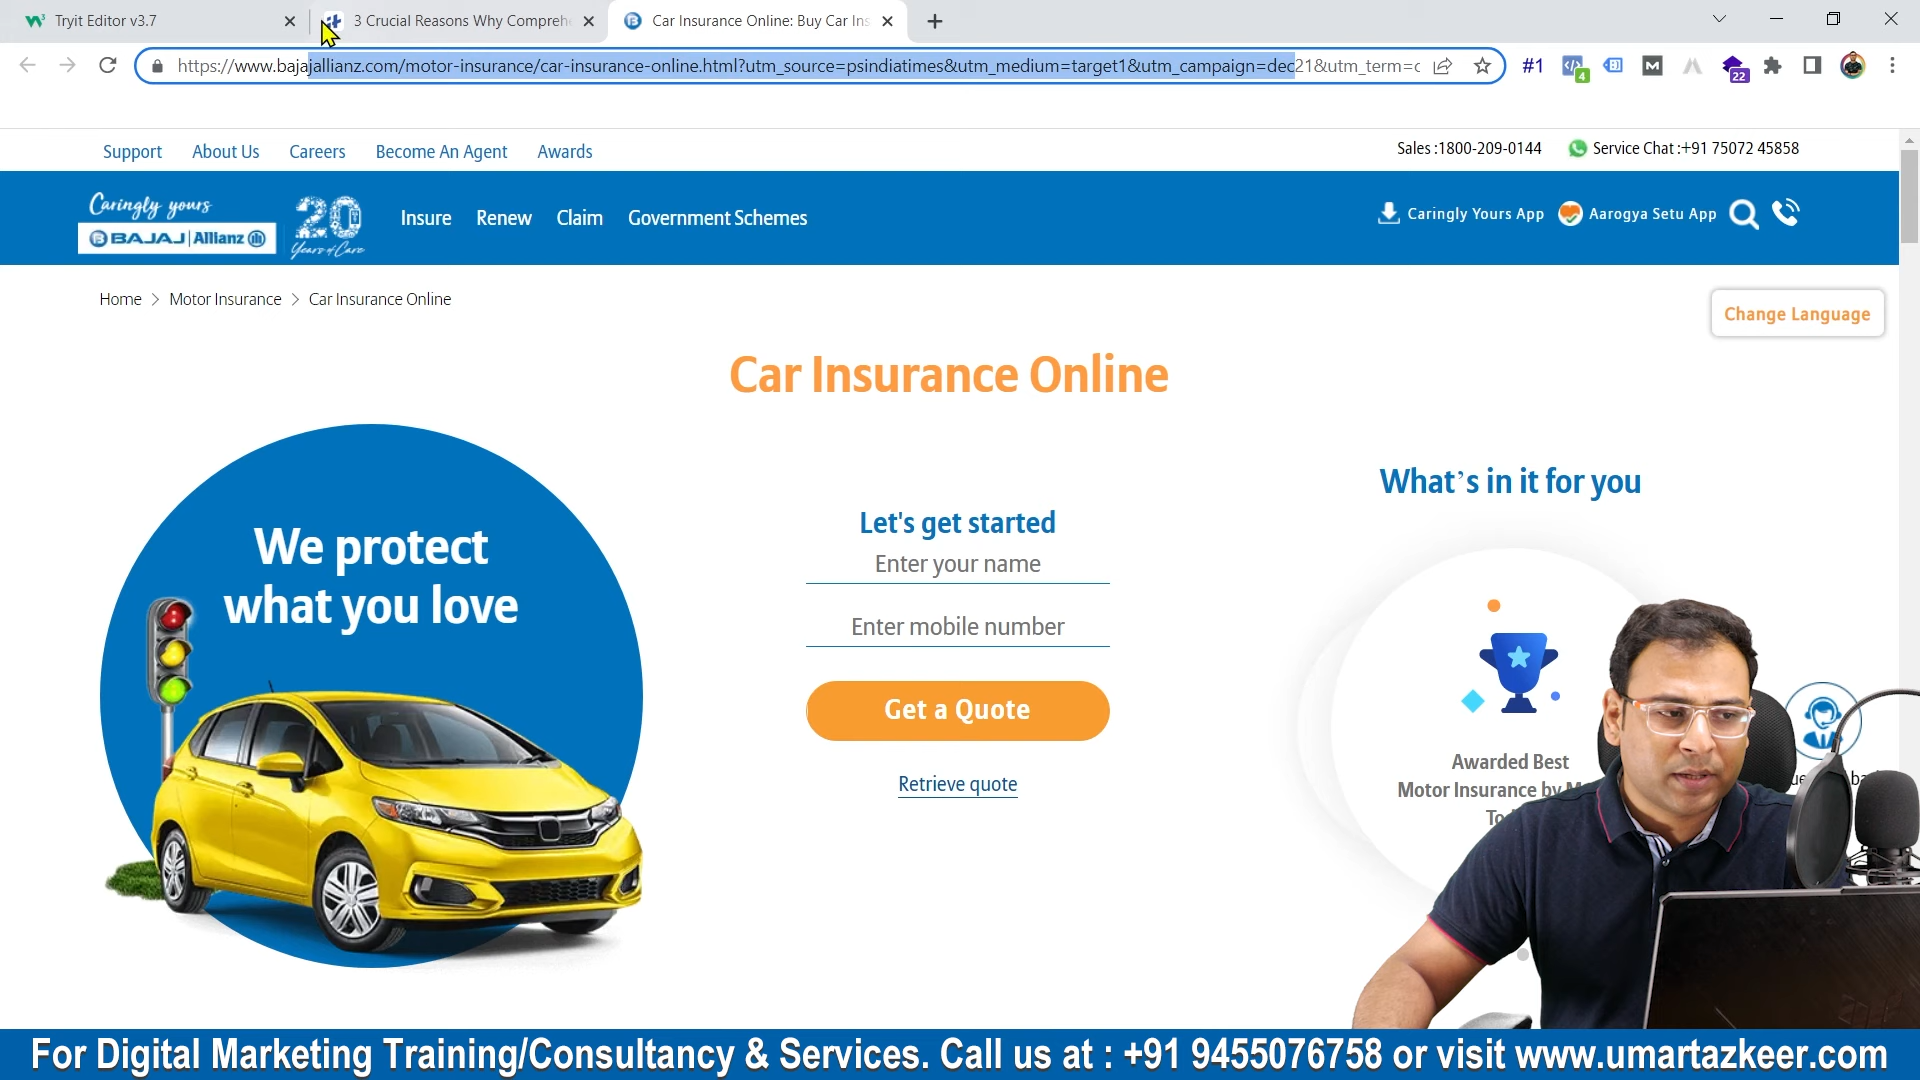 Tryit Editor v3.7
3 Crucial Reasons Why Comprehe
Car Insurance Online: Buy Car Ins
https://www.bajajallianz.com/motor-insurance/car-insurance-online.html?utm_source=psindiatimes&utm_medium=target1&utm_campaign=dec21&utm_term=c
#1
4
M
22
Support
About Us
Careers
Become An Agent
Awards
Sales :1800-209-0144
Service Chat :+91 75072 45858
Caringly yours
BAJAJ | Allianz
20
Years of Care
Insure
Renew
Claim
Government Schemes
Caringly Yours App
Aarogya Setu App
Home > Motor Insurance > Car Insurance Online
Change Language
Car Insurance Online
We protect
what you love
Let's get started
Enter your name
Enter mobile number
Get a Quote
Retrieve quote
What's in it for you
Awarded Best
Motor Insurance by
For Digital Marketing Training/Consultancy & Services. Call us at : +91 9455076758 or visit www.umartazkeer.com